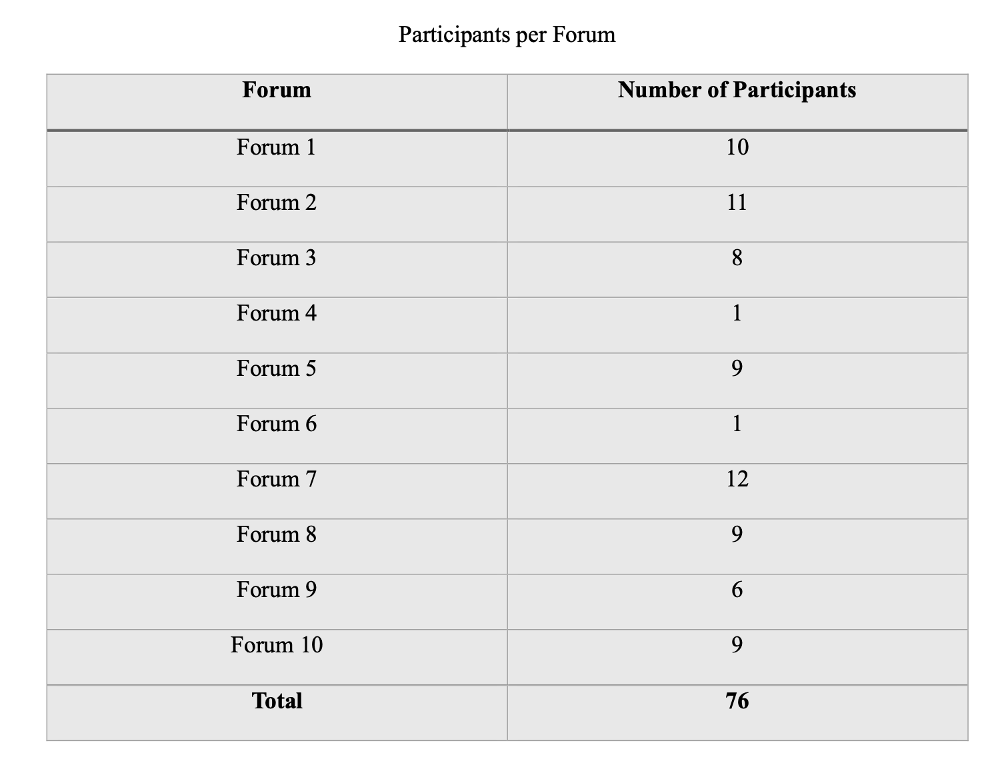 Participants per Forum
Forum Number of Participants
Forum 1 10
Forum 2 11
Forum 3 8
Forum 4 1
Forum 5 9
Forum 6 1
Forum 7 12
Forum 8 9
Forum 9 6
Forum 10 9
Total 76